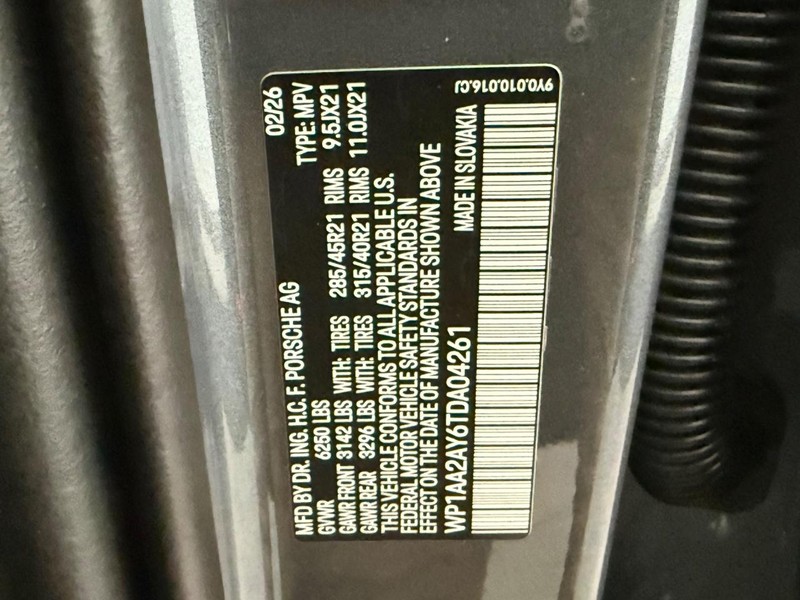 MFD BY DR. ING. H.C. F. PORSCHE AG 02/26
GVWR 6250 LBS TYPE: MPV
GAWR FRONT 3142 LBS WITH: TIRES 285/45R21 RIMS 9.5JX21
GAWR REAR 3296 LBS WITH: TIRES 315/40R21 RIMS 11.0JX21
THIS VEHICLE CONFORMS TO ALL APPLICABLE U.S.
FEDERAL MOTOR VEHICLE SAFETY STANDARDS IN
EFFECT ON THE DATE OF MANUFACTURE SHOWN ABOVE
WP1AA2AY6TDA04261 MADE IN SLOVAKIA
9Y0.010.016.CJ